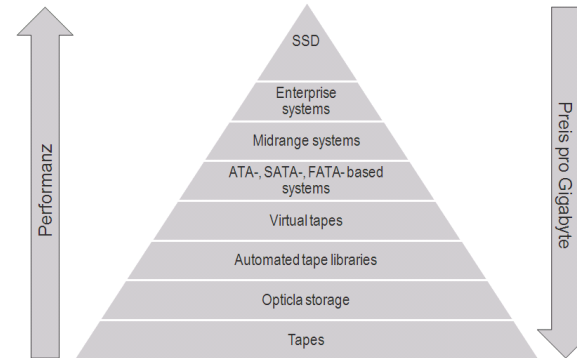 SSD
Enterprise
systems
Midrange systems
ATA-, SATA-, FATA- based
systems
Virtual tapes
Automated tape libraries
Opticla storage
Tapes
Performanz
Preis pro Gigabyte